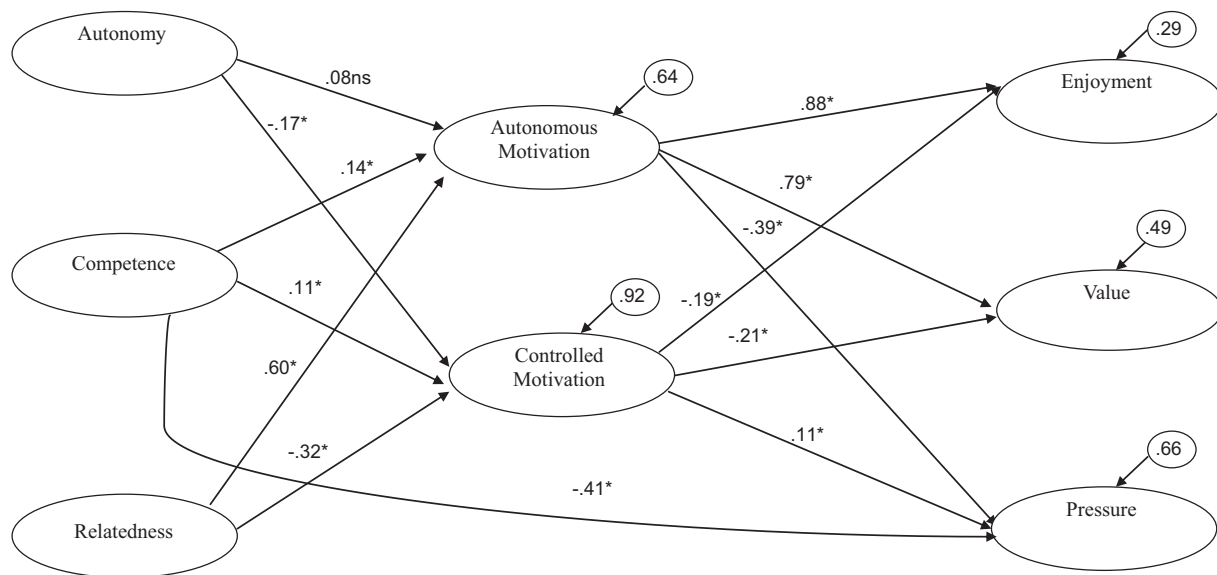 Autonomy
.29
Enjoyment
.08ns
.64
Autonomous
Motivation
.88*
-.17*
.14*
.79*
-.39*
.49
Competence
Value
.11*
.92
-.19*
-.21*
Controlled
Motivation
.60*
-.32*
.11*
.66
-.41*
Relatedness
Pressure